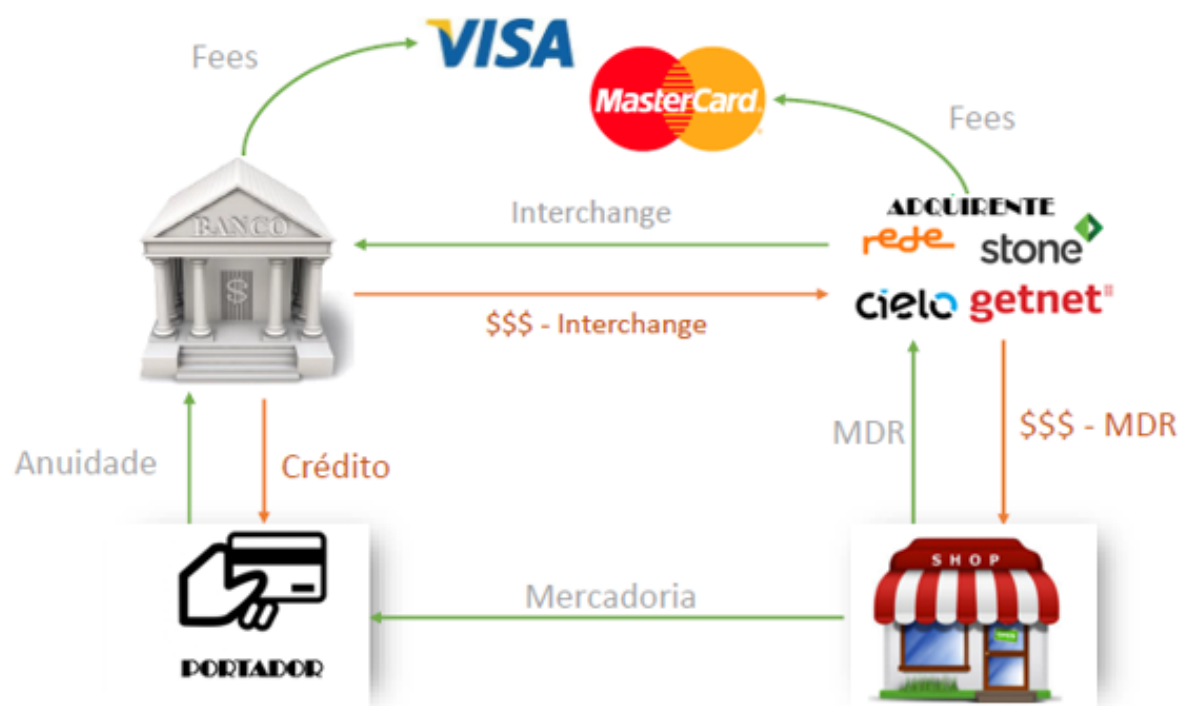 Fees
VISA
MasterCard
Fees
BANCO
$
Interchange
ADQUIRENTE
rede
stone
cielo
getnet
$$$ - Interchange
Anuidade
Crédito
MDR
$$$ - MDR
PORTADOR
Mercadoria
SHOP
OPEN